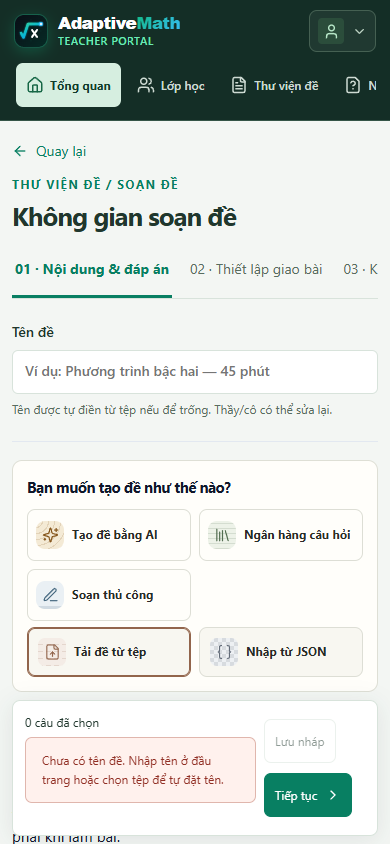 AdaptiveMath
TEACHER PORTAL
Tổng quan
Lớp học
Thư viện đề
N
Quay lại
THƯ VIỆN ĐỀ / SOẠN ĐỀ
Không gian soạn đề
01 · Nội dung & đáp án
02 · Thiết lập giao bài
03 · K
Tên đề
Ví dụ: Phương trình bậc hai — 45 phút
Tên được tự điền từ tệp nếu để trống. Thầy/cô có thể sửa lại.
Bạn muốn tạo đề như thế nào?
Tạo đề bằng AI
Ngân hàng câu hỏi
Soạn thủ công
Tải đề từ tệp
Nhập từ JSON
0 câu đã chọn
Chưa có tên đề. Nhập tên ở đầu
trang hoặc chọn tệp để tự đặt tên.
Lưu nháp
Tiếp tục
phải khi làm bài.